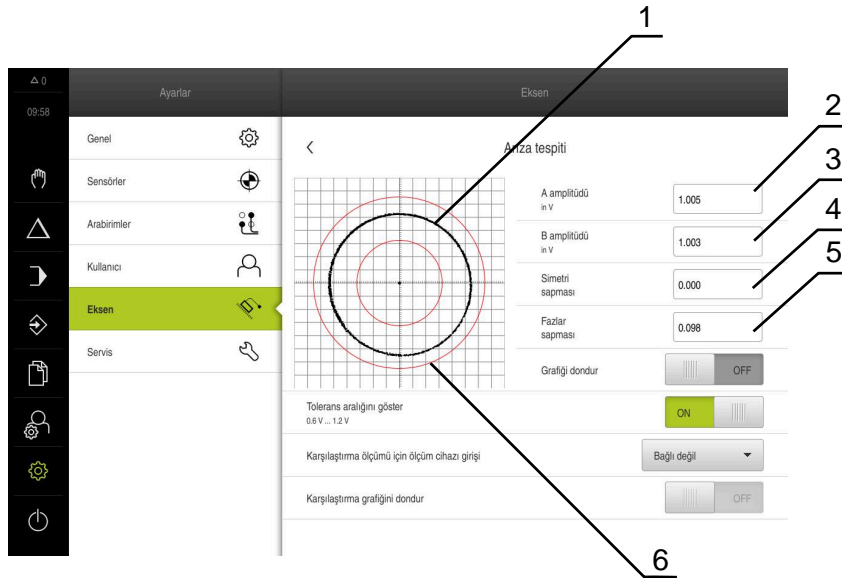 1
△ 0
Ayarlar
Eksen
09:58
2
Genel
Arıza tespiti
3
Sensörler
A amplitüdü
in V
1.005
4
Arabirimler
B amplitüdü
in V
1.003
5
Kullanıcı
Simetri
sapması
0.000
Eksen
Fazlar
sapması
0.098
Servis
Grafiği dondur
OFF
Tolerans aralığını göster
0.6 V ... 1.2 V
ON
Karşılaştırma ölçümü için ölçüm cihazı girişi
Bağlı değil
Karşılaştırma grafiğini dondur
OFF
6